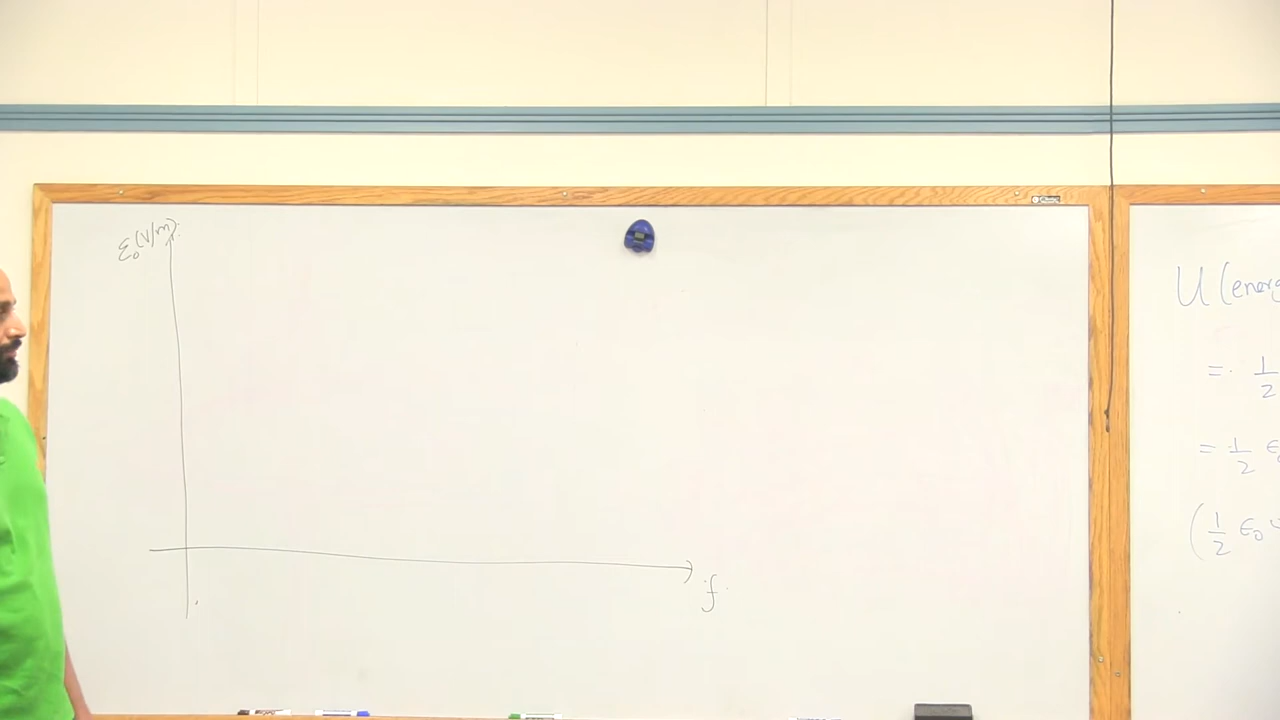 ℰ₀(V/m)
f
U (energ
= 1/2
= 1/2 ϵ₀
(1/2 ϵ₀